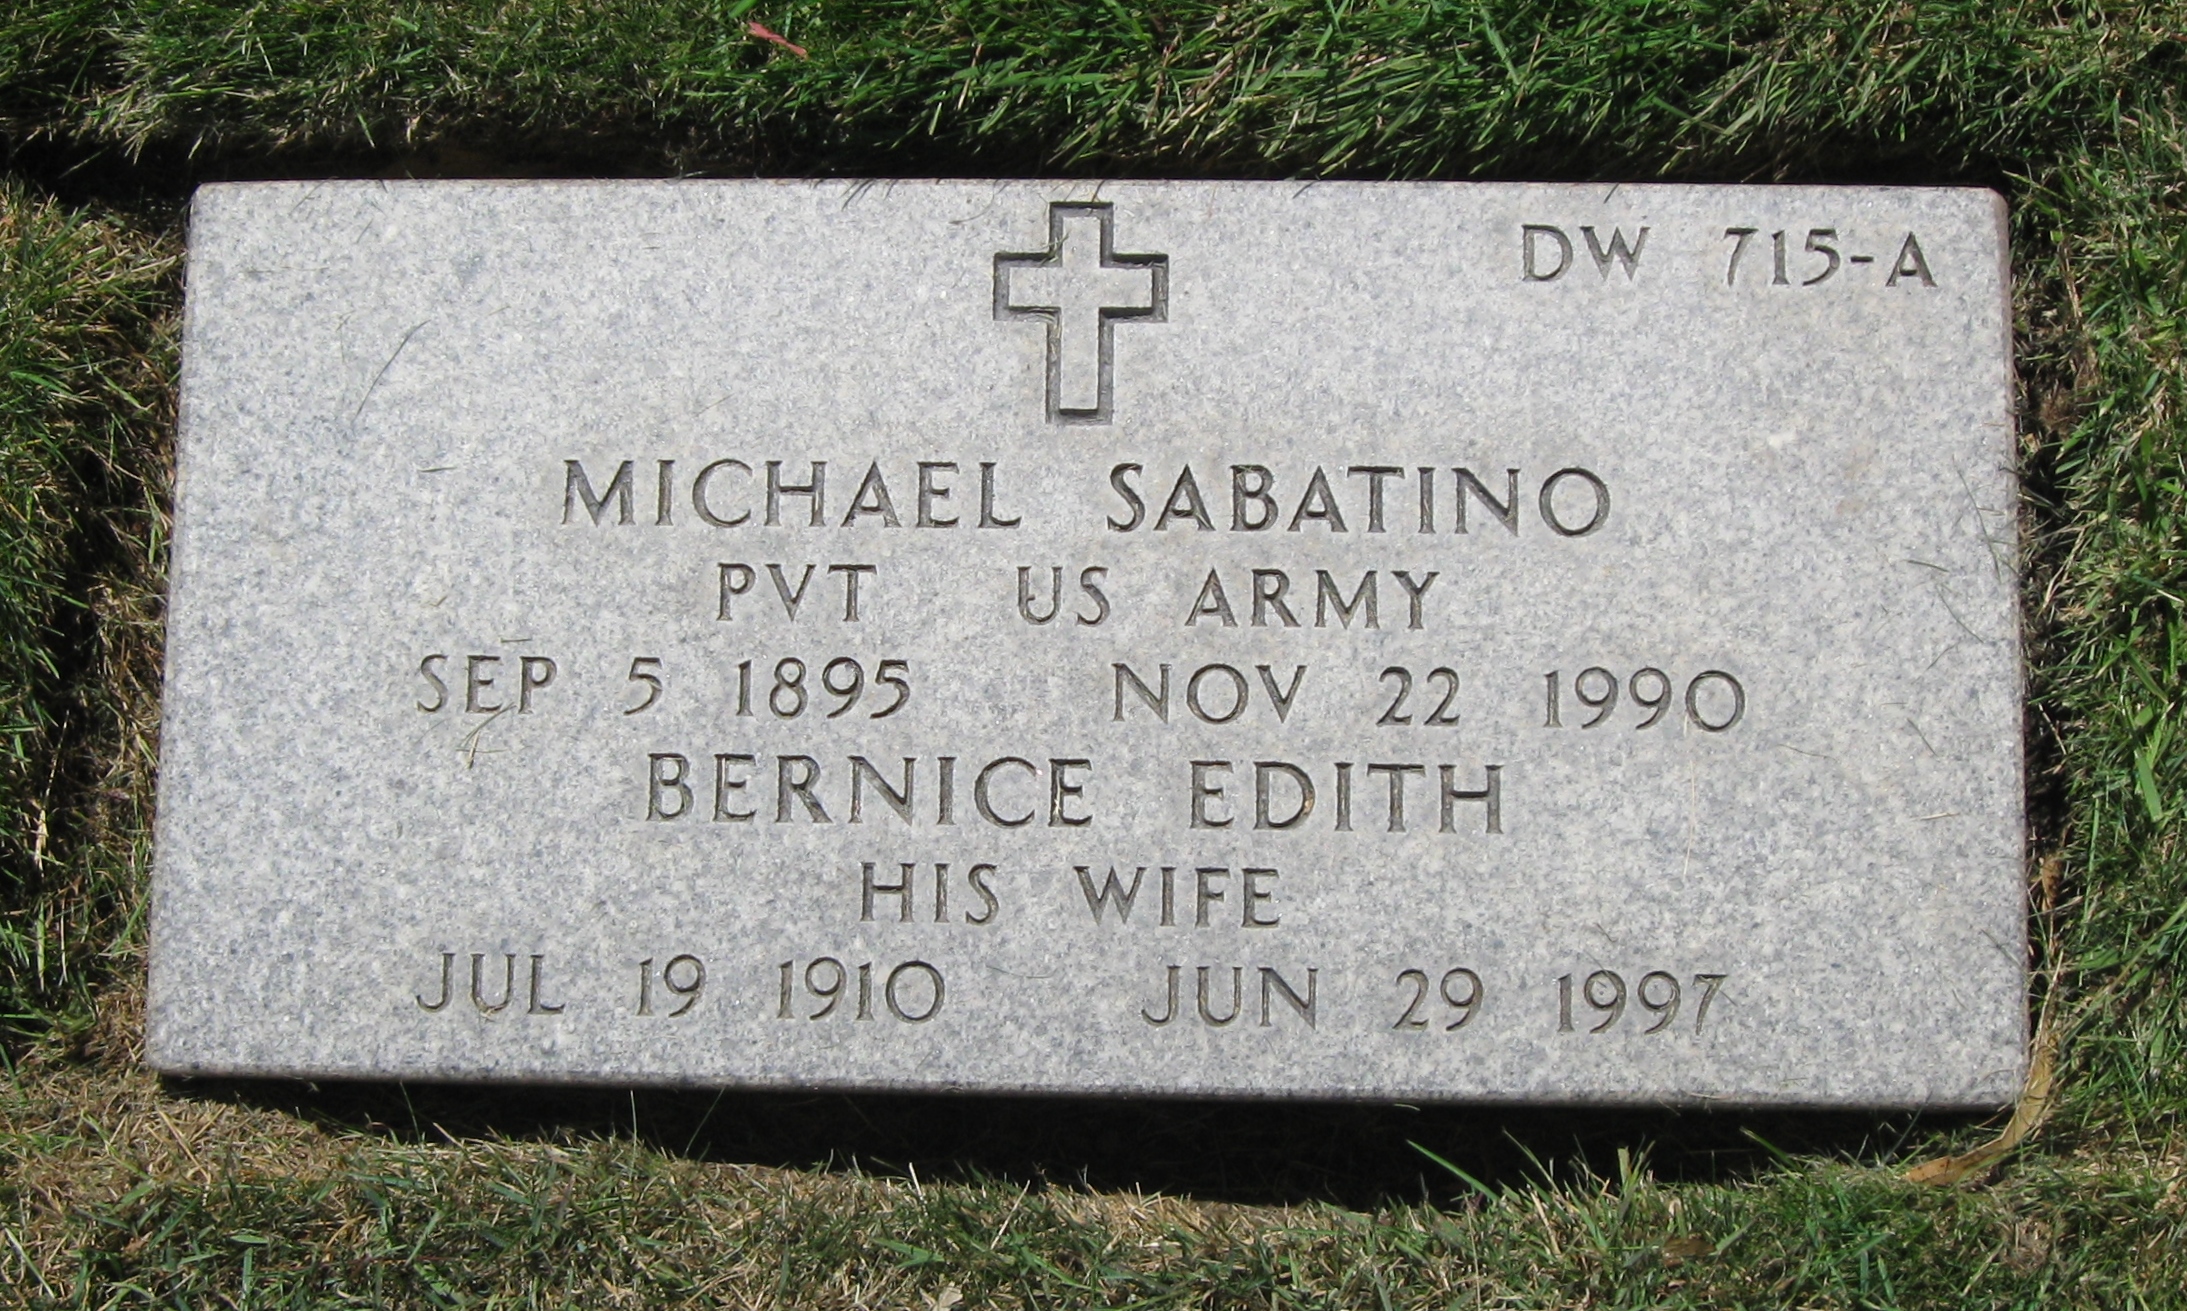 DW 715-A
MICHAEL SABATINO
PVT US ARMY
SEP 5 1895 NOV 22 1990
BERNICE EDITH
HIS WIFE
JUL 19 1910 JUN 29 1997